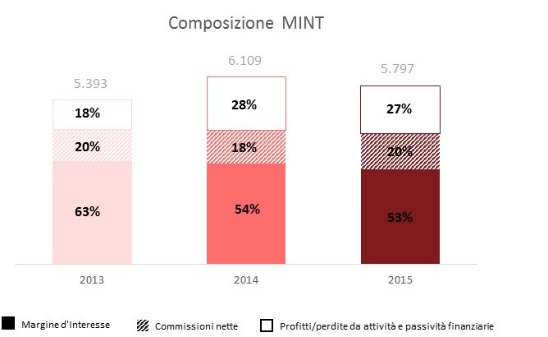 Composizione MINT
5.393 6.109 5.797
18% 28% 27%
20% 18% 20%
63% 54% 53%
2013 2014 2015
Margine d'Interesse Commissioni nette Profitti/perdite da attività e passività finanziarie